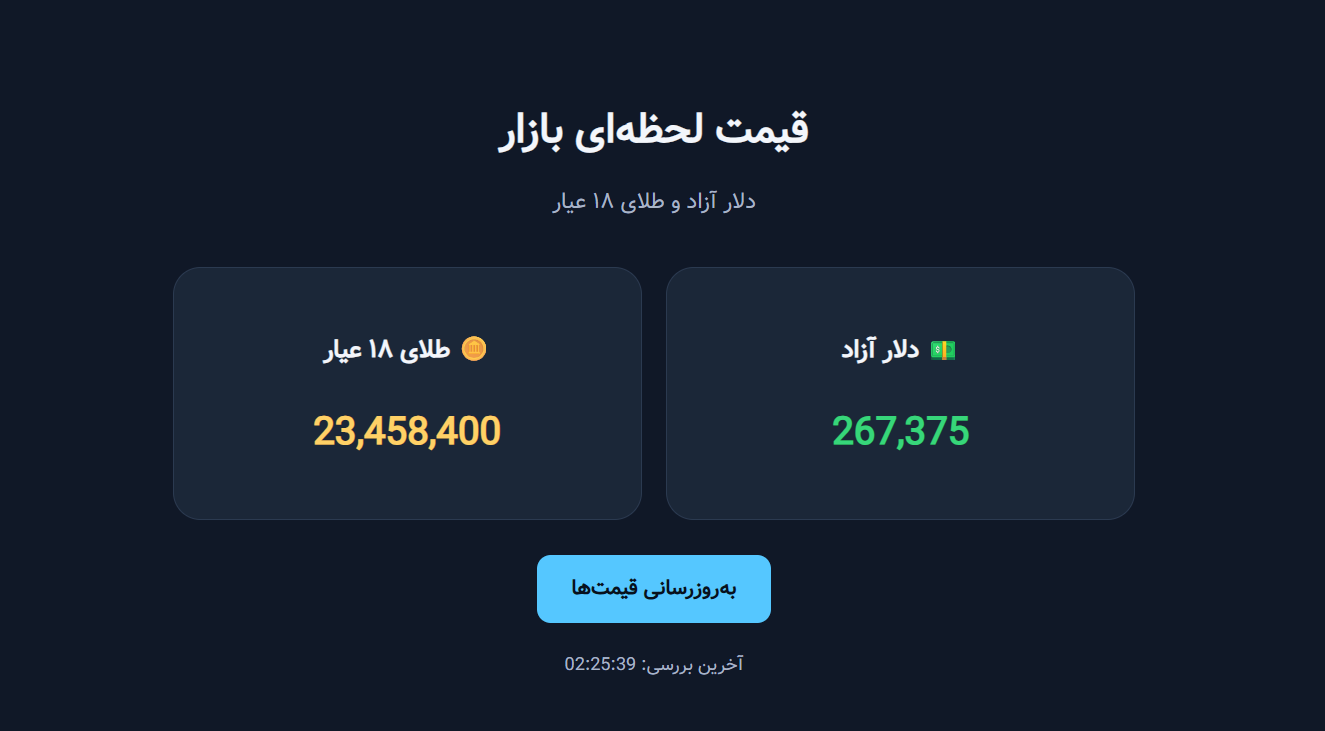 قیمت لحظه‌ای بازار
دلار آزاد و طلای ۱۸ عیار
دلار آزاد
267,375
طلای ۱۸ عیار
23,458,400
به‌روزرسانی قیمت‌ها
آخرین بررسی: 02:25:39